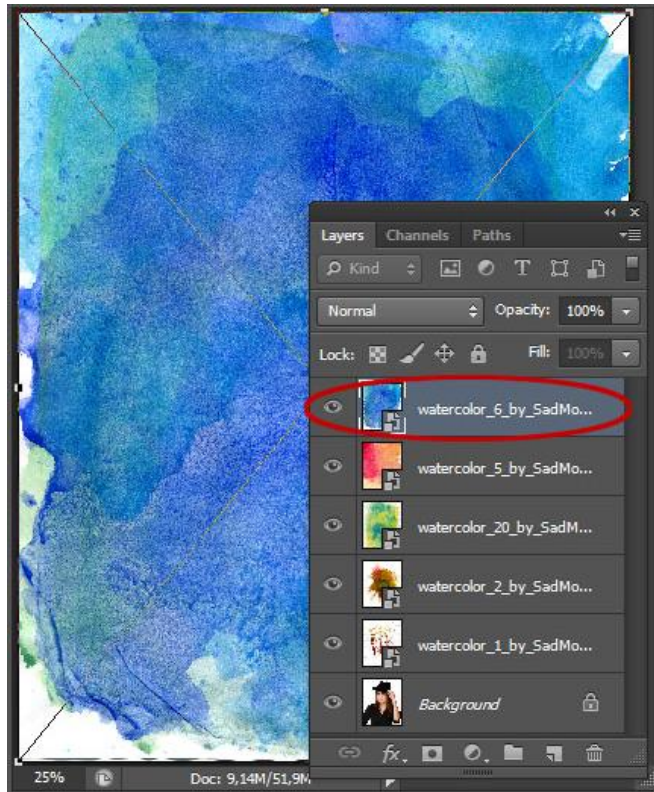 Layers Channels Paths
Kind
Normal Opacity: 100%
Lock: Fill: 100%
watercolor_6_by_SadMo...
watercolor_5_by_SadMo...
watercolor_20_by_SadM...
watercolor_2_by_SadMo...
watercolor_1_by_SadMo...
Background
fx.
25% Doc: 9,14M/51,9M